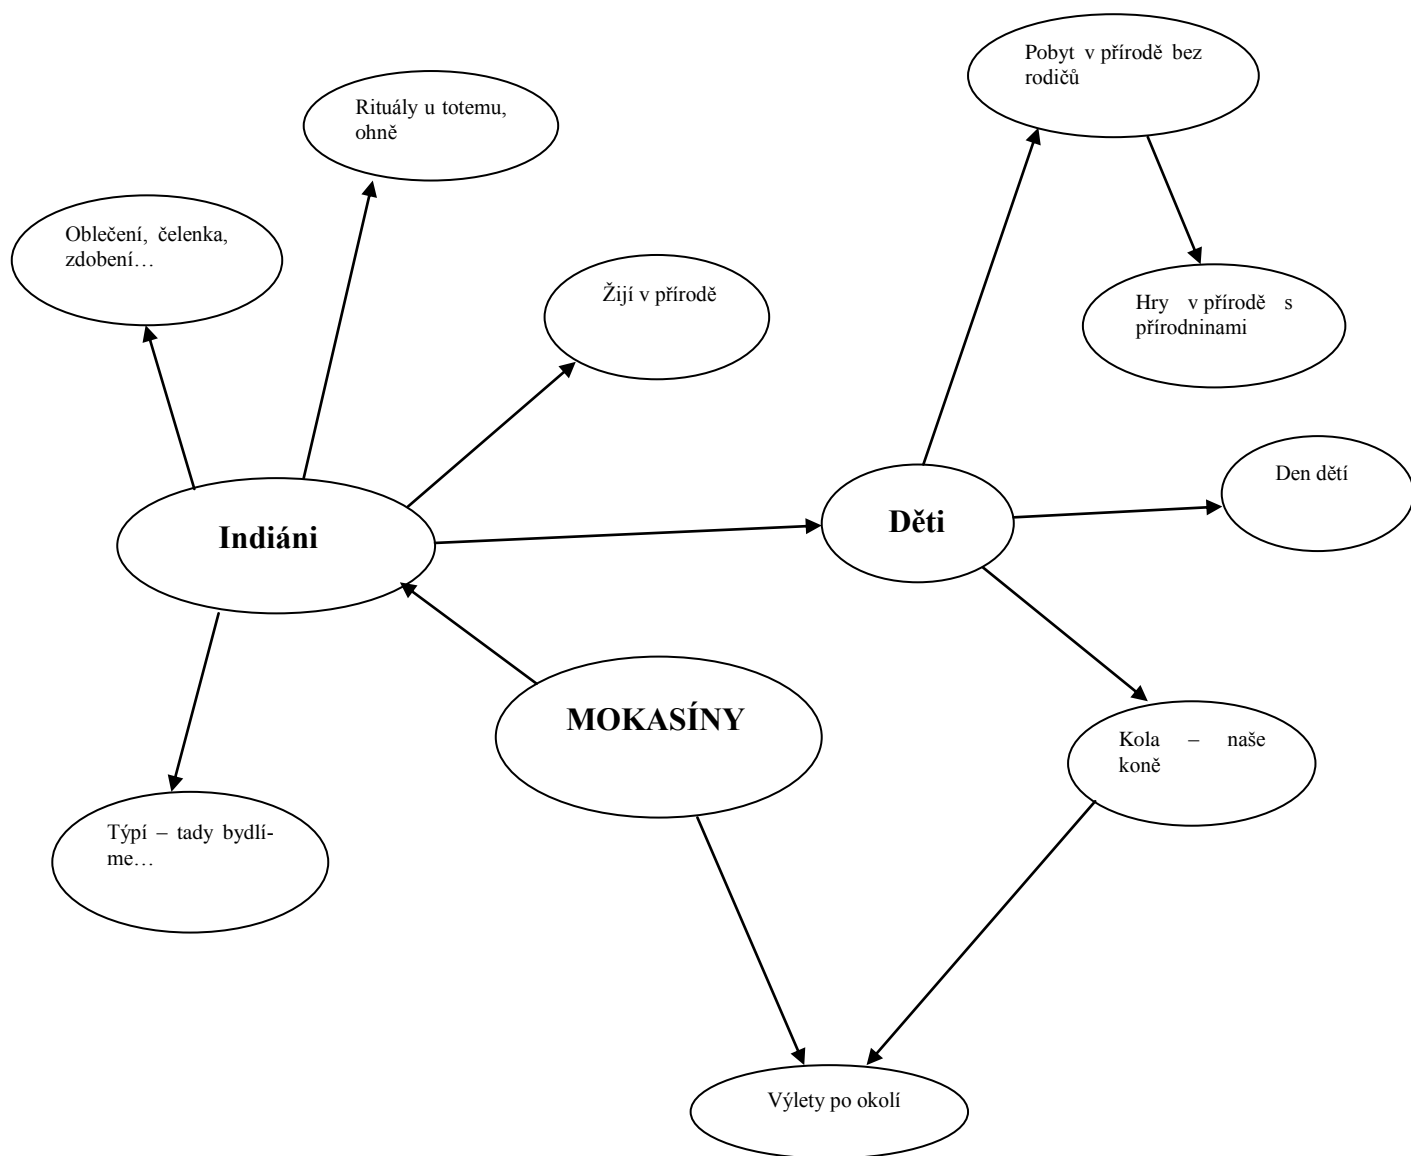 Pobyt v přírodě bez
rodičů
Rituály u totemu,
ohně
Oblečení, čelenka,
zdobení…
Žijí v přírodě
Hry v přírodě s
přírodninami
Den dětí
Děti
Indiáni
MOKASÍNY
Kola – naše
koně
Týpí – tady bydlí-
me…
Výlety po okolí